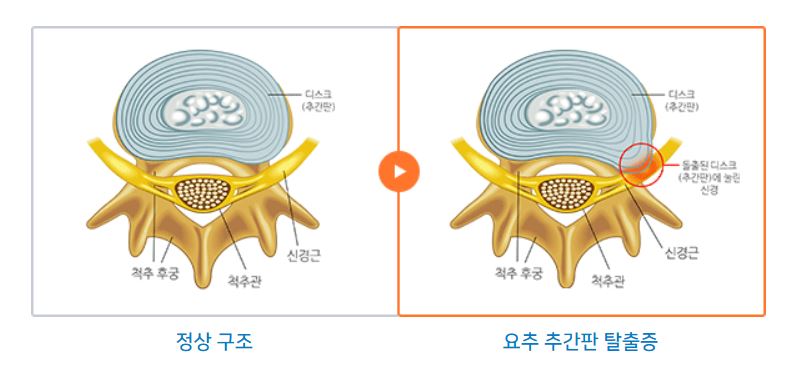 디스크
(추간판)
신경근
척추 후궁
척추관
정상 구조
디스크
(추간판)
돌출된 디스크
(추간판)에 눌린
신경
신경근
척추 후궁
척추관
요추 추간판 탈출증